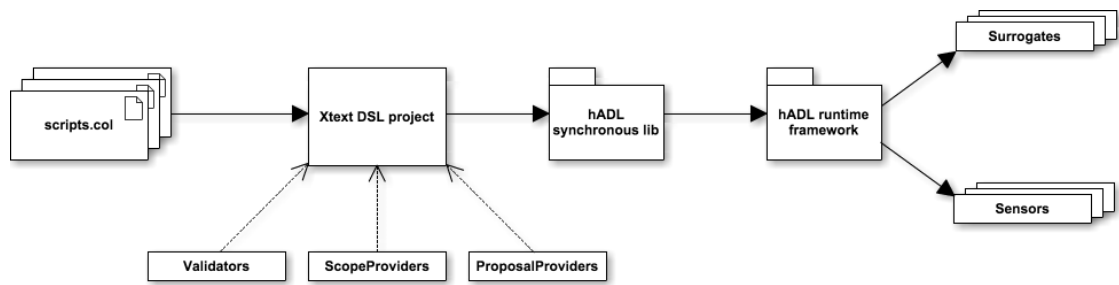 Surrogates
scripts.col
Xtext DSL project
hADL
synchronous lib
hADL runtime
framework
Sensors
Validators
ScopeProviders
ProposalProviders